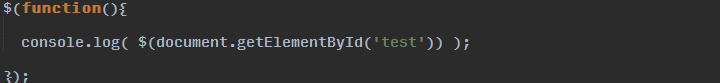 $(function(){
console.log( $(document.getElementById('test')) );
});